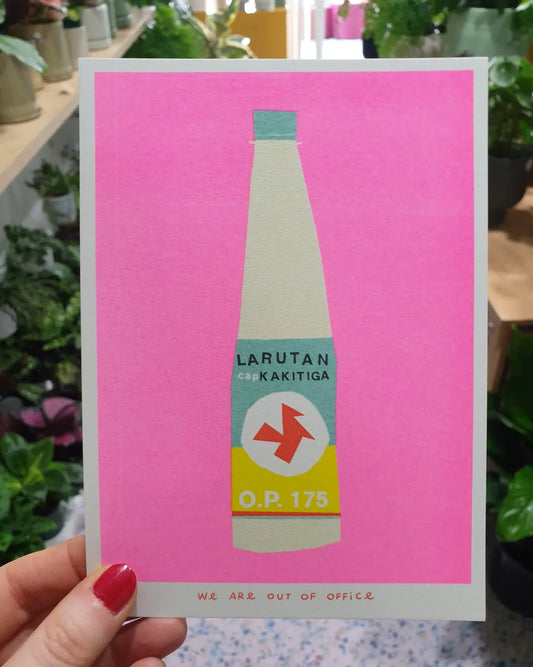 LARUTAN
cap KAKITIGA
O.P. 175
WE ARE OUT OF OFFiCE